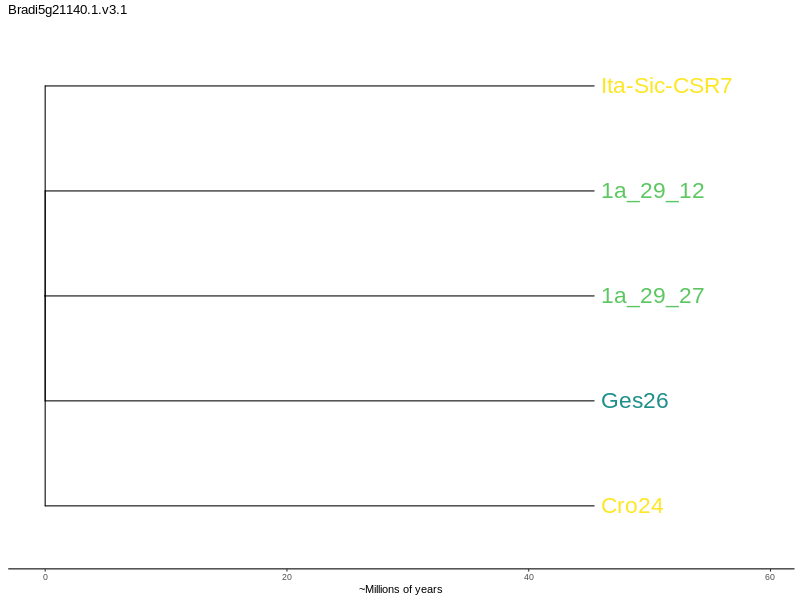 Bradi5g21140.1.v3.1
Ita-Sic-CSR7
1a_29_12
1a_29_27
Ges26
Cro24
0 20 40 60
~Millions of years